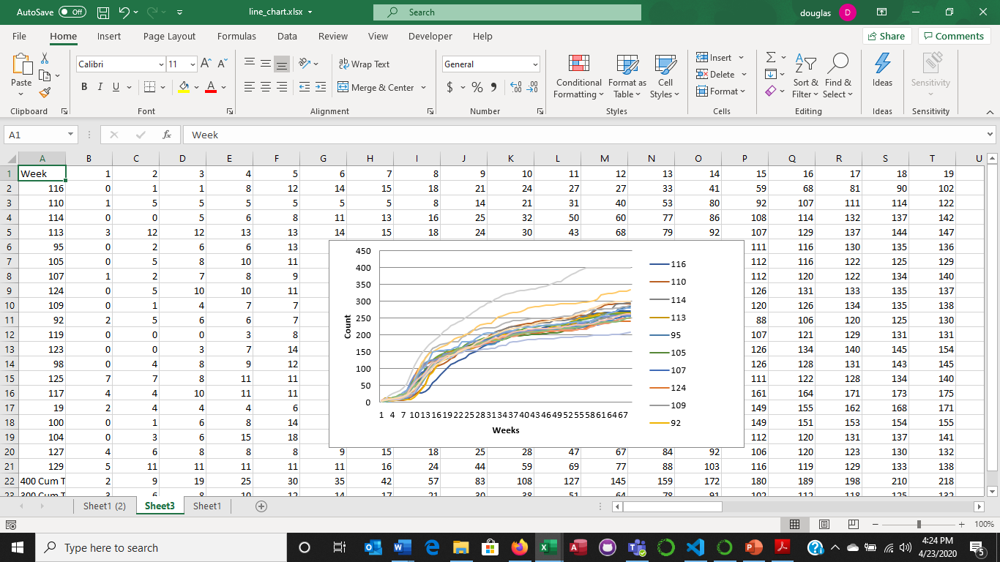 AutoSave Off line_chart.xlsx Search douglas D
File Home Insert Page Layout Formulas Data Review View Developer Help Share Comments
Calibri 11 Wrap Text General Insert
Paste B I U Merge & Center $ % Conditional Formatting Format as Table Cell Styles Delete Format Sort & Filter Find & Select Ideas Sensitivity
Clipboard Font Alignment Number Styles Cells Editing Ideas Sensitivity
A1 fx Week
A B C D E F G H I J K L M N O P Q R S T U
1 Week 1 2 3 4 5 6 7 8 9 10 11 12 13 14 15 16 17 18 19
2 116 0 1 1 8 12 14 15 18 21 24 27 27 33 41 59 68 81 90 102
3 110 1 5 5 5 5 5 5 8 14 21 31 40 53 80 92 107 111 114 122
4 114 0 0 5 6 8 11 13 16 25 32 50 60 77 86 108 114 132 137 142
5 113 3 12 12 13 13 14 15 18 24 30 43 68 79 92 107 129 137 144 147
6 95 0 2 6 6 13 111 116 130 135 136
7 105 0 5 8 10 11 112 116 122 125 129
8 107 1 2 7 8 9 112 120 122 134 140
9 124 0 5 10 10 11 126 131 133 135 137
10 109 0 1 4 7 7 120 126 134 135 138
11 92 2 5 6 6 7 88 106 120 125 130
12 119 0 0 0 3 8 107 121 129 131 131
13 123 0 0 3 7 14 126 134 140 145 154
14 98 0 4 8 9 12 126 128 131 143 145
15 125 7 7 8 11 11 111 122 128 134 140
16 117 4 4 10 11 11 161 164 171 173 175
17 19 2 4 4 4 6 149 155 162 168 171
18 100 0 1 6 8 14 149 151 153 154 155
19 104 0 3 6 15 18 112 120 131 137 141
20 127 4 6 8 8 8 9 15 18 25 28 47 67 84 92 106 120 123 130 132
21 129 5 11 11 11 11 11 16 24 44 59 69 77 88 103 116 119 129 133 138
22 400 Cum T 2 9 19 25 30 35 42 57 83 108 127 145 159 172 180 189 198 210 218
23 300 Cum T 3 6 8 10 12 14 17 21 30 38 51 64 78 91 102 112 118 125 132
450
400
350
300
250
200
150
100
50
0
Count
1 4 7 10 13 16 19 22 25 28 31 34 37 40 43 46 49 52 55 58 61 64 67
Weeks
116
110
114
113
95
105
107
124
109
92
Sheet1 (2) Sheet3 Sheet1
100%
Type here to search
4:24 PM
4/23/2020
5